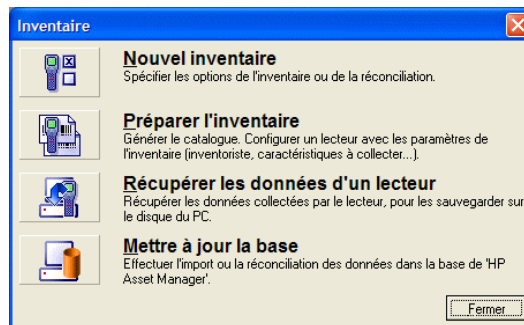 Inventaire
Nouvel inventaire
Spécifier les options de l'inventaire ou de la réconciliation.
Préparer l'inventaire
Générer le catalogue. Configurer un lecteur avec les paramètres de
l'inventaire (inventoriste, caractéristiques à collecter...).
Récupérer les données d'un lecteur
Récupérer les données collectées par le lecteur, pour les sauvegarder sur
le disque du PC.
Mettre à jour la base
Effectuer l'import ou la réconciliation des données dans la base de 'HP
Asset Manager'.
Fermer